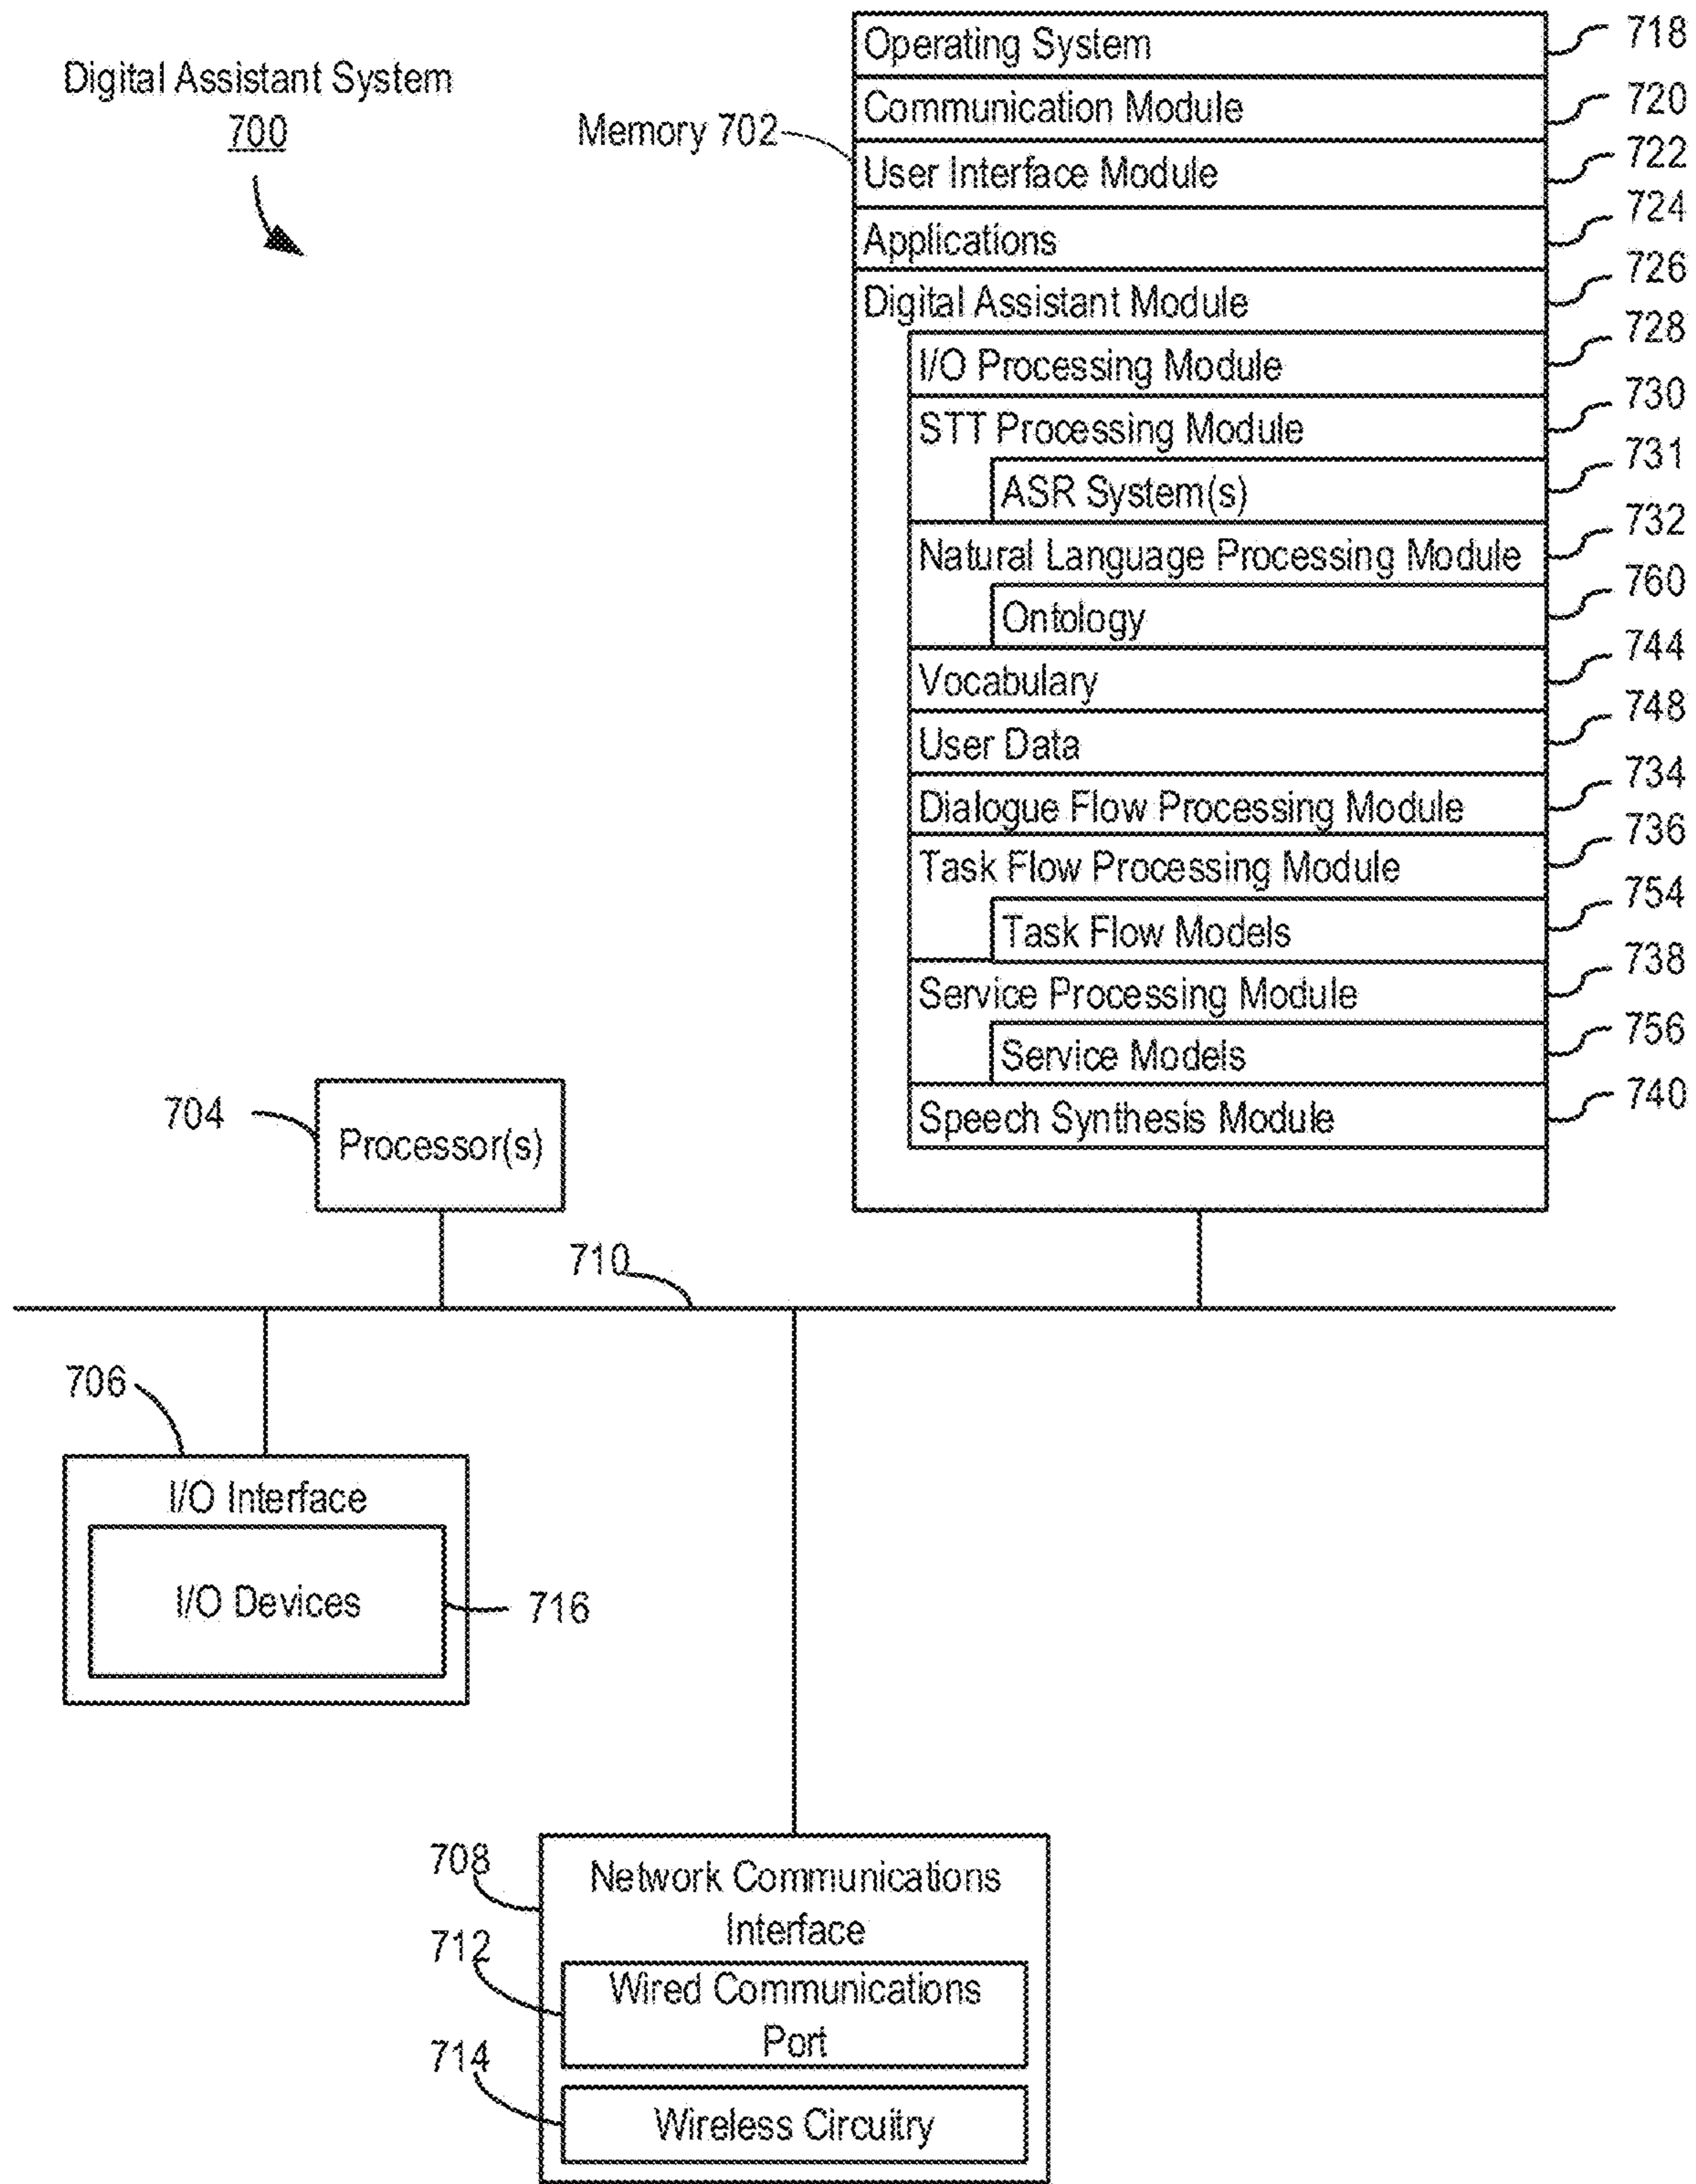 Digital Assistant System
700
Memory 702
Operating System 718
Communication Module 720
User Interface Module 722
Applications 724
Digital Assistant Module 726
I/O Processing Module 728
STT Processing Module 730
ASR System(s) 731
Natural Language Processing Module 732
Ontology 760
Vocabulary 744
User Data 748
Dialogue Flow Processing Module 734
Task Flow Processing Module 736
Task Flow Models 754
Service Processing Module 738
Service Models 756
Speech Synthesis Module 740
704
Processor(s)
710
706
I/O Interface
I/O Devices
716
708
Network Communications
Interface
712
Wired Communications
Port
714
Wireless Circuitry